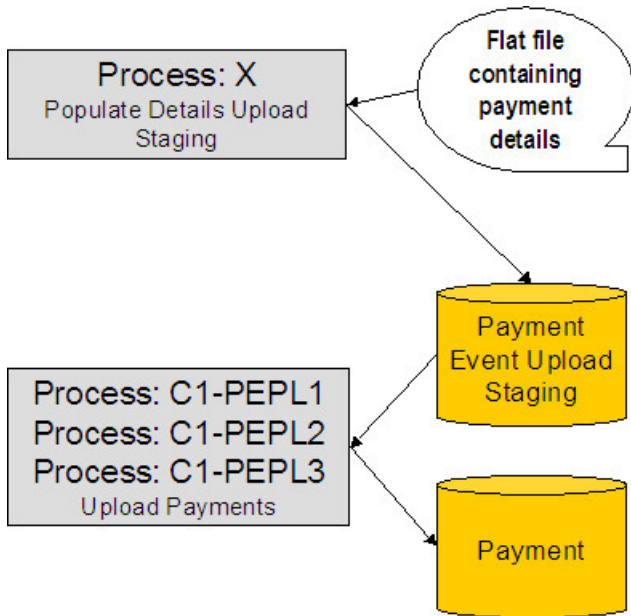 Process: X
Populate Details Upload
Staging
Flat file
containing
payment
details
Payment
Event Upload
Staging
Process: C1-PEPL1
Process: C1-PEPL2
Process: C1-PEPL3
Upload Payments
Payment